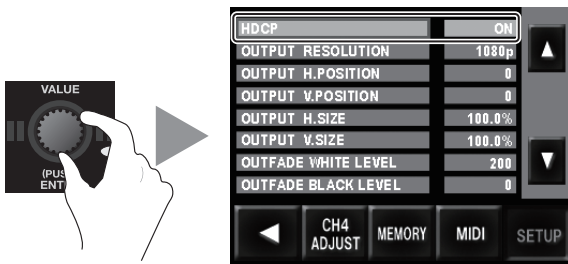 VALUE
(PUS
ENT
HDCP ON
OUTPUT RESOLUTION 1080p
OUTPUT H.POSITION 0
OUTPUT V.POSITION 0
OUTPUT H.SIZE 100.0%
OUTPUT V.SIZE 100.0%
OUTFADE WHITE LEVEL 200
OUTFADE BLACK LEVEL 0
CH4
ADJUST MEMORY MIDI SETUP